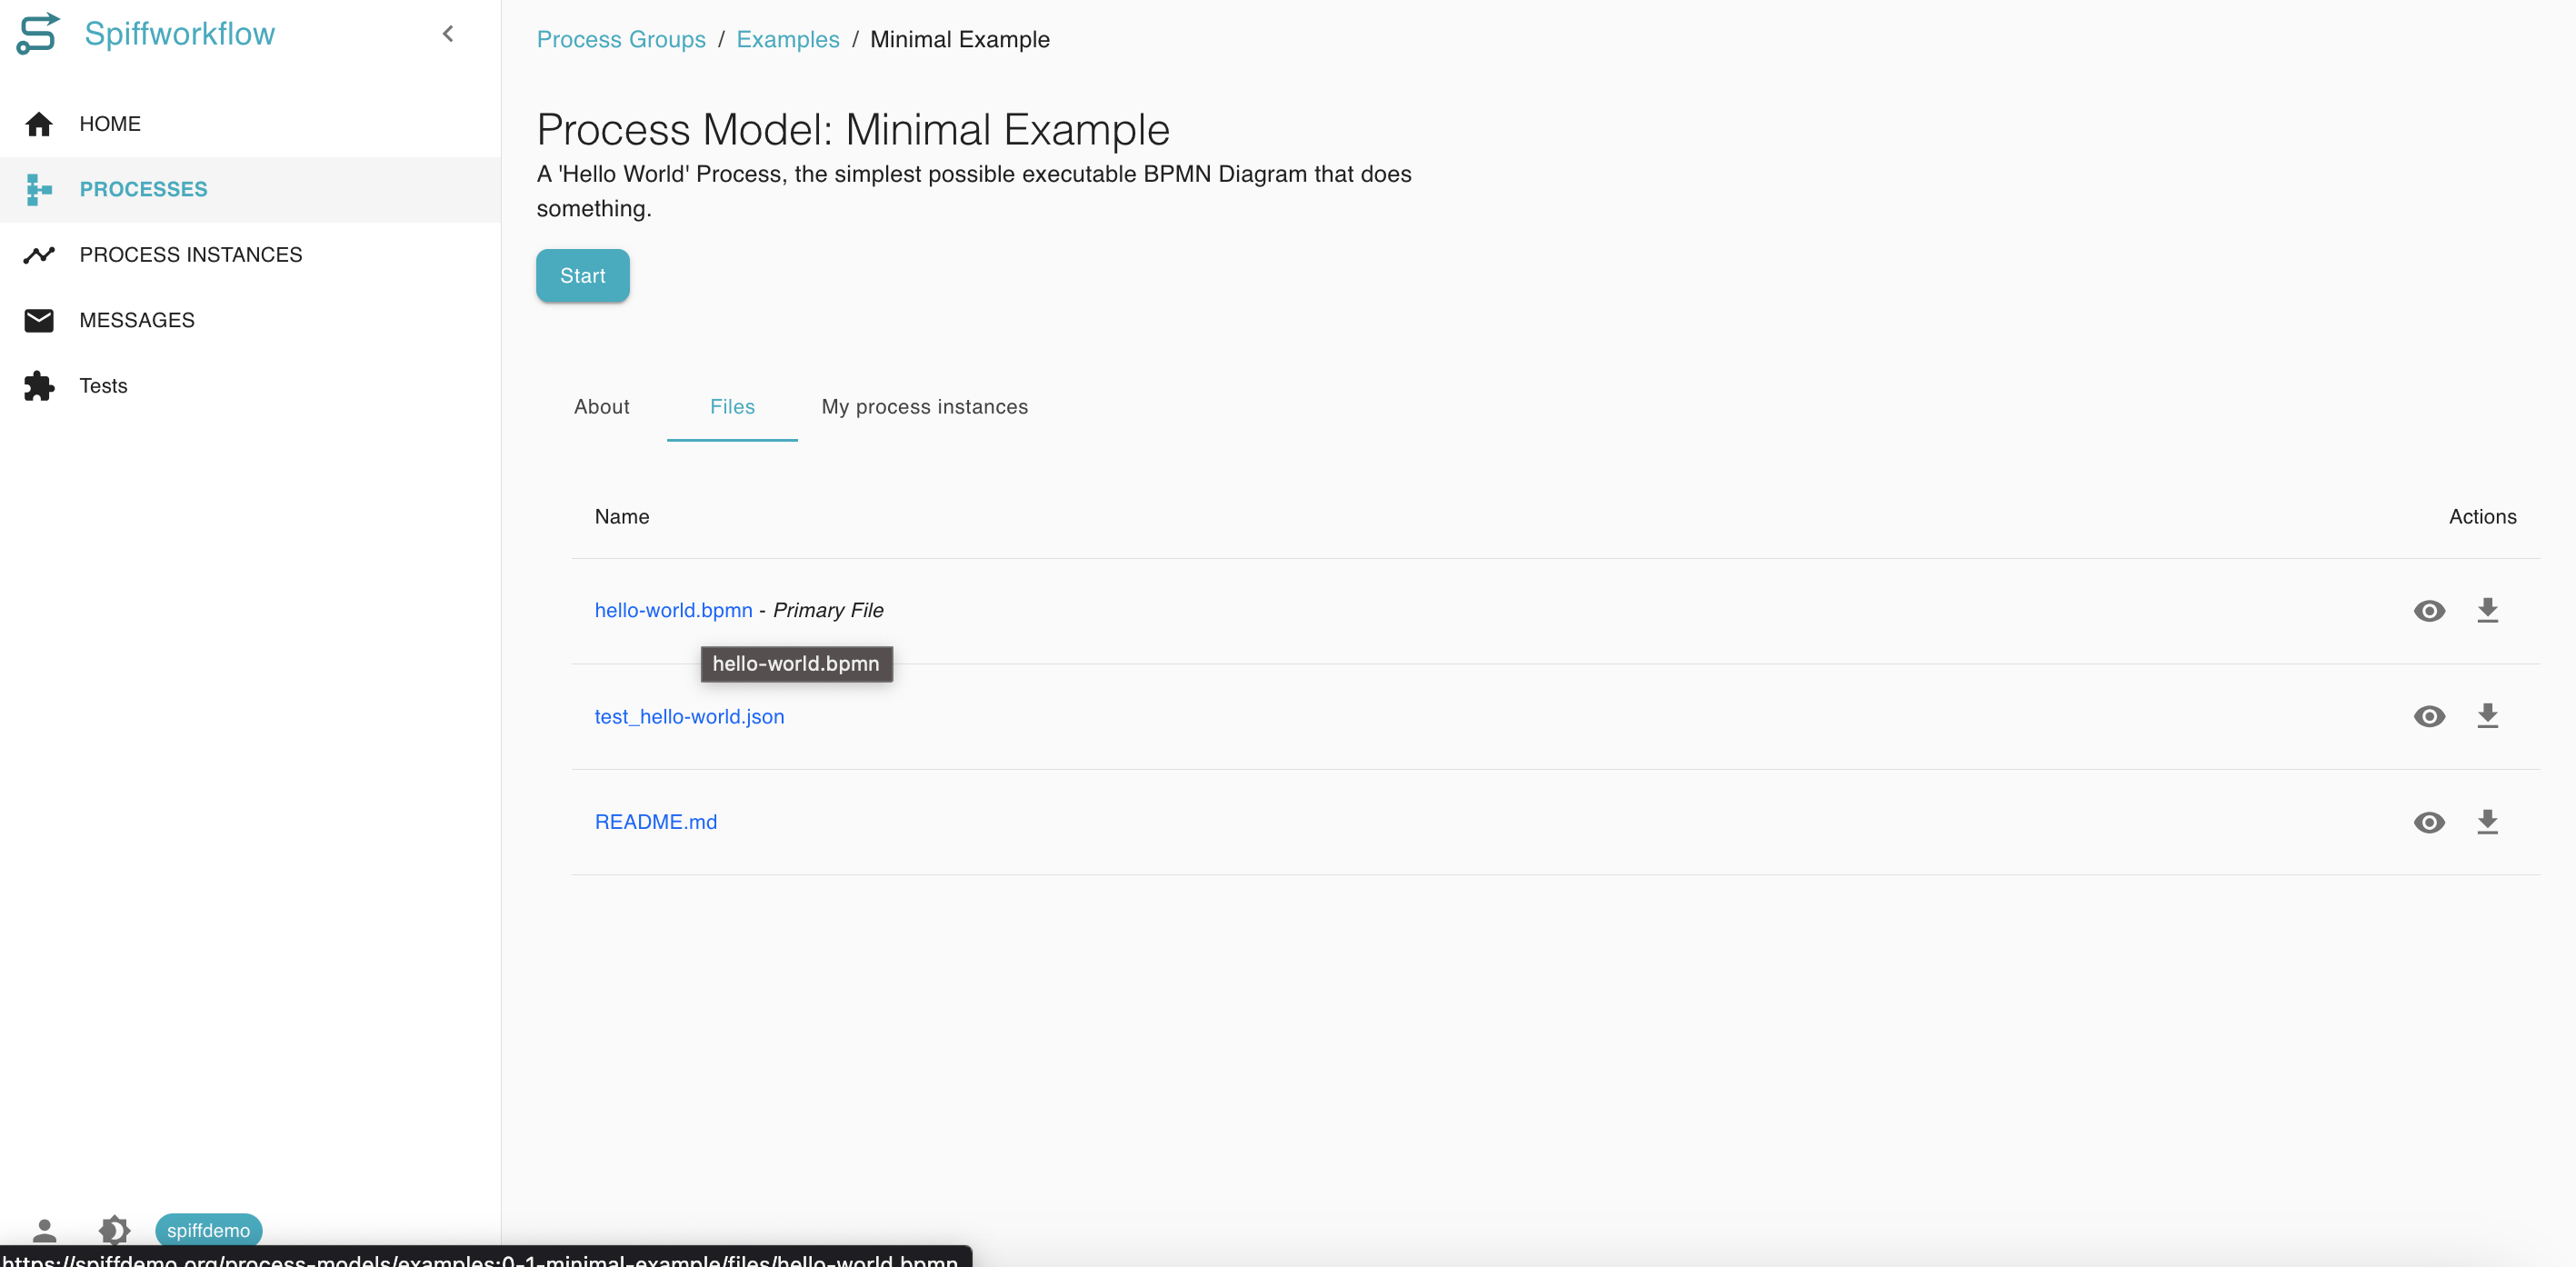 Spiffworkflow
HOME
PROCESSES
PROCESS INSTANCES
MESSAGES
Tests
Process Groups / Examples / Minimal Example
Process Model: Minimal Example
A 'Hello World' Process, the simplest possible executable BPMN Diagram that does
something.
Start
About Files My process instances
Name Actions
hello-world.bpmn - Primary File
hello-world.bpmn
test_hello-world.json
README.md
spiffdemo
https://spiffdemo.org/process-models/examples:0-1-minimal-example/files/hello-world.bpmn